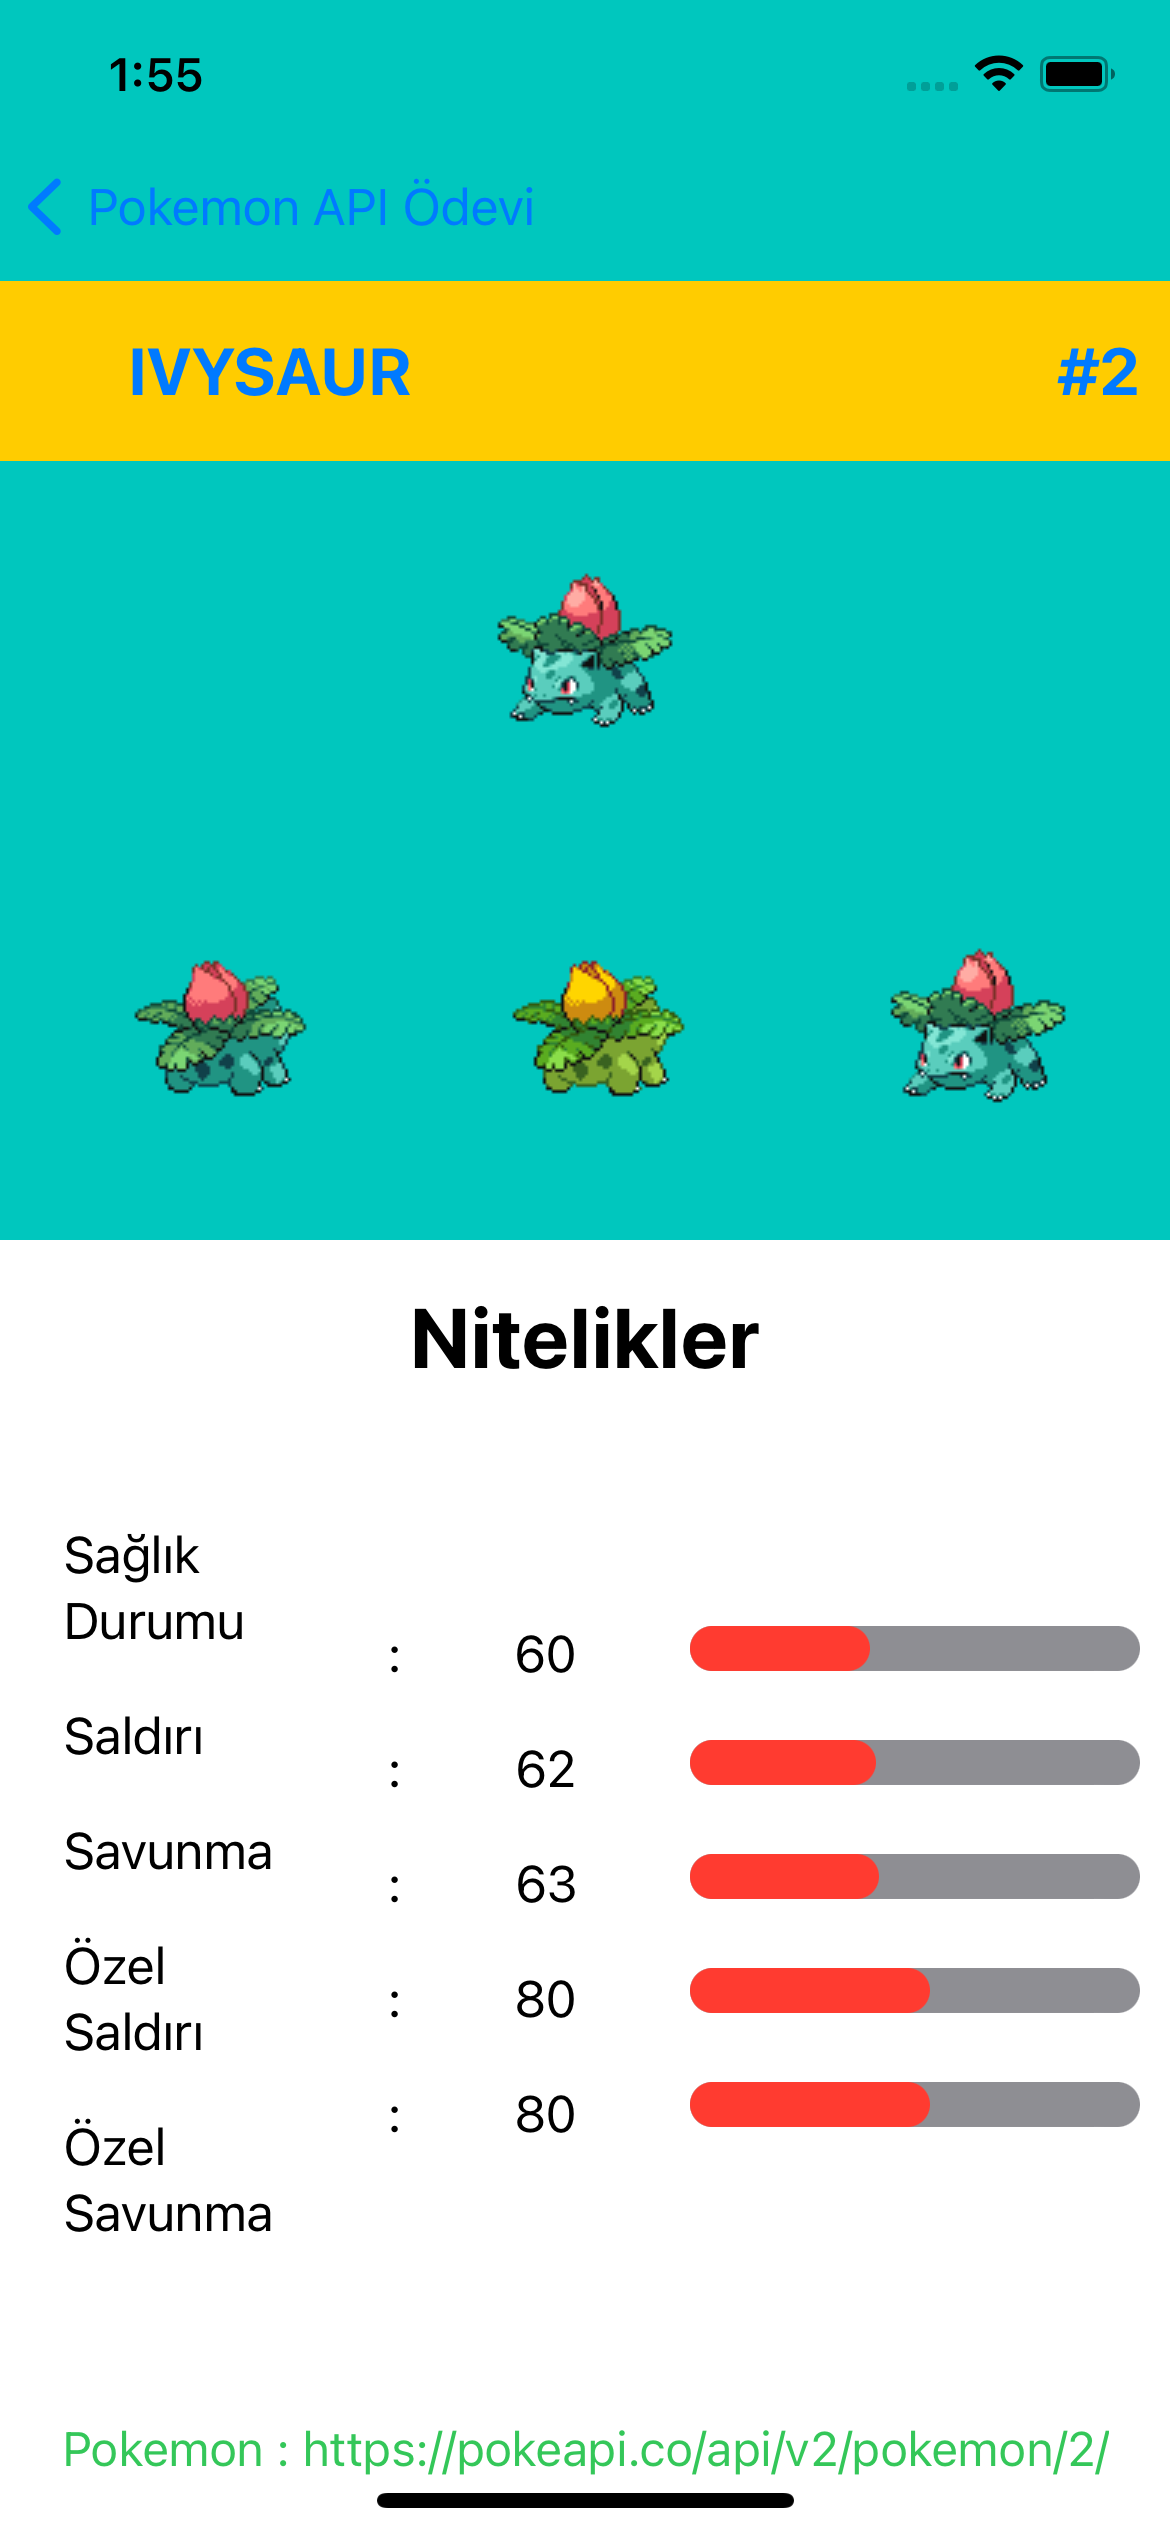 1:55
Pokemon API Ödevi
IVYSAUR #2
Nitelikler
Sağlık
Durumu : 60
Saldırı : 62
Savunma : 63
Özel
Saldırı : 80
Özel
Savunma : 80
Pokemon : https://pokeapi.co/api/v2/pokemon/2/